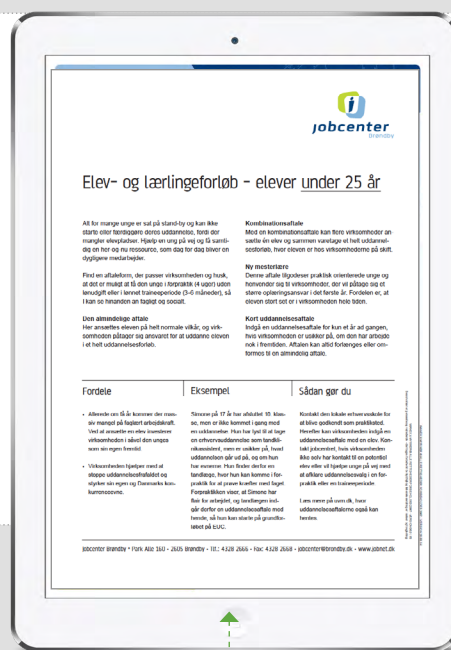 jobcenter
Brøndby
Elev- og lærlingeforløb - elever under 25 år
Alt for mange unge er sat på stand-by og kan ikke
starte eller færdiggøre deres uddannelse, fordi der
mangler elevpladser. Hjælp en ung på vej og få samti-
dig en her og nu ressource, som dag for dag bliver en
dygtigere medarbejder.
Find en aftaleform, der passer virksomheden og husk,
at det er muligt at få den unge i forpraktik (4 uger) uden
lønudgift eller i lønnet traineeperiode (3-6 måneder), så
I kan se hinanden an fagligt og socialt.
Den almindelige aftale
Her ansættes eleven på helt normale vilkår, og virk-
somheden påtager sig ansvaret for at uddanne eleven
i et helt uddannelsesforløb.
Kombinationsaftale
Med en kombinationsaftale kan flere virksomheder an-
sætte én elev og sammen varetage et helt uddannel-
sesforløb, hvor eleven er hos virksomhederne på skift.
Ny mesterlære
Denne aftale tilgodeser praktisk orienterede unge og
henvender sig til virksomheder, der vil påtage sig et
større oplæringsansvar i det første år. Fordelen er, at
eleven stort set er i virksomheden hele tiden.
Kort uddannelsesaftale
Indgå en uddannelsesaftale for kun et år ad gangen,
hvis virksomheden er usikker på, om den har arbejde
nok i fremtiden. Aftalen kan altid forlænges eller om-
formes til en almindelig aftale.
Fordele
• Allerede om få år kommer der mas-
siv mangel på faglært arbejdskraft.
Ved at ansætte en elev investerer
virksomheden i såvel den unges
som sin egen fremtid.
• Virksomheden hjælper med at
stoppe uddannelsesfrafaldet og
styrker sin egen og Danmarks kon-
kurrenceevne.
Eksempel
Simone på 17 år har afsluttet 10. klas-
se, men er ikke kommet i gang med
en uddannelse. Hun har lyst til at tage
en erhvervsuddannelse som tandkli-
nikassistent, men er usikker på, hvad
uddannelsen går ud på, og om hun
har evnerne. Hun finder derfor en
tandlæge, hvor hun kan komme i for-
praktik for at prøve kræfter med faget.
Forpraktikken viser, at Simone har
flair for arbejdet, og tandlægen ind-
går derfor en uddannelsesaftale med
hende, så hun kan starte på grundfor-
løbet på EUC.
Sådan gør du
Kontakt den lokale erhvervsskole for
at blive godkendt som praktiksted.
Herefter kan virksomheden indgå en
uddannelsesaftale med en elev. Kon-
takt jobcentret, hvis virksomheden
ikke selv har kontakt til en potentiel
elev eller vil hjælpe unge på vej med
at afklare uddannelsesvalg i en for-
praktik eller en traineeperiode.
Læs mere på uvm.dk, hvor
uddannelsesaftalerne også kan
hentes.
Jobcenter Brøndby • Park Allé 160 • 2605 Brøndby • Tlf.: 4328 2666 • Fax: 4328 2668 • jobcenter@brondby.dk • www.jobnet.dk